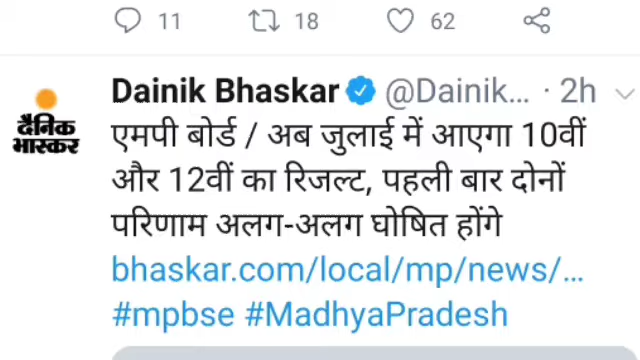 11 18 62
Dainik Bhaskar @Dainik... · 2h
दैनिक
भास्कर
एमपी बोर्ड / अब जुलाई में आएगा 10वीं
और 12वीं का रिजल्ट, पहली बार दोनों
परिणाम अलग-अलग घोषित होंगे
bhaskar.com/local/mp/news/...
#mpbse #MadhyaPradesh